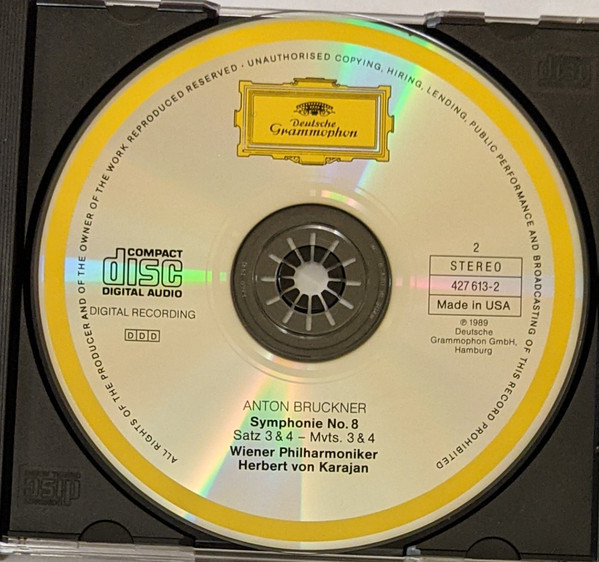 ALL RIGHTS OF THE PRODUCER AND OF THE OWNER OF THE WORK REPRODUCED RESERVED · UNAUTHORISED COPYING, HIRING, LENDING, PUBLIC PERFORMANCE AND BROADCASTING OF THIS RECORD PROHIBITED
Deutsche
Grammophon
COMPACT
disc
DIGITAL AUDIO
DIGITAL RECORDING
DDD
2
STEREO
427 613-2
Made in USA
℗ 1989
Deutsche
Grammophon GmbH,
Hamburg
ANTON BRUCKNER
Symphonie No. 8
Satz 3 & 4 – Mvts. 3 & 4
Wiener Philharmoniker
Herbert von Karajan